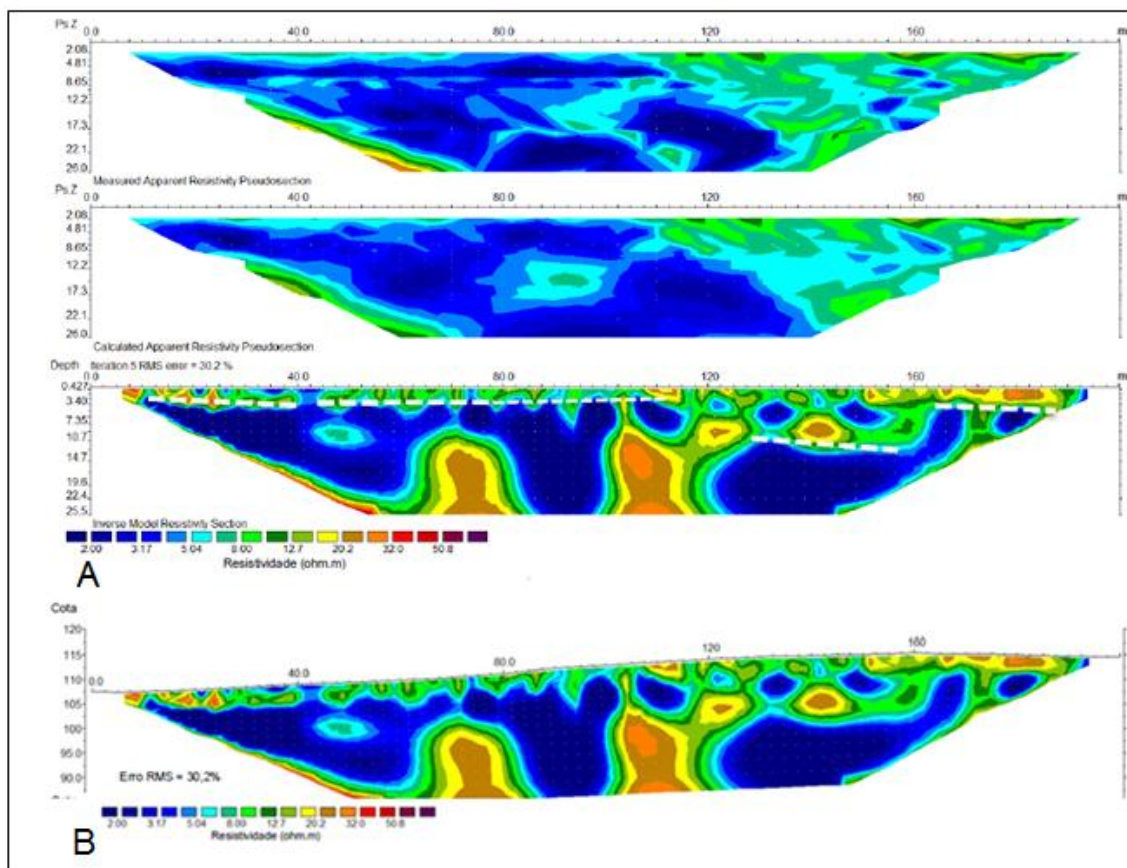 Ps.Z 0.0 40.0 80.0 120 160 m
2.08
4.81
8.65
12.2
17.3
22.1
26.0
Measured Apparent Resistivity Pseudosection
Ps.Z 0.0 40.0 80.0 120 160 m
2.08
4.81
8.65
12.2
17.3
22.1
26.0
Calculated Apparent Resistivity Pseudosection
Depth Iteration 5 RMS error = 30.2 %
0.0 40.0 80.0 120 160 m
0.427
3.40
7.35
10.7
14.7
19.6
22.4
25.5
Inverse Model Resistivity Section
2.00 3.17 5.04 8.00 12.7 20.2 32.0 50.8
Resistividade (ohm.m)
A
Cota
120
115
110
105
100
95.0
90.0
0.0 40.0 80.0 120 160
Erro RMS = 30,2%
2.00 3.17 5.04 8.00 12.7 20.2 32.0 50.8
Resistividade (ohm.m)
B